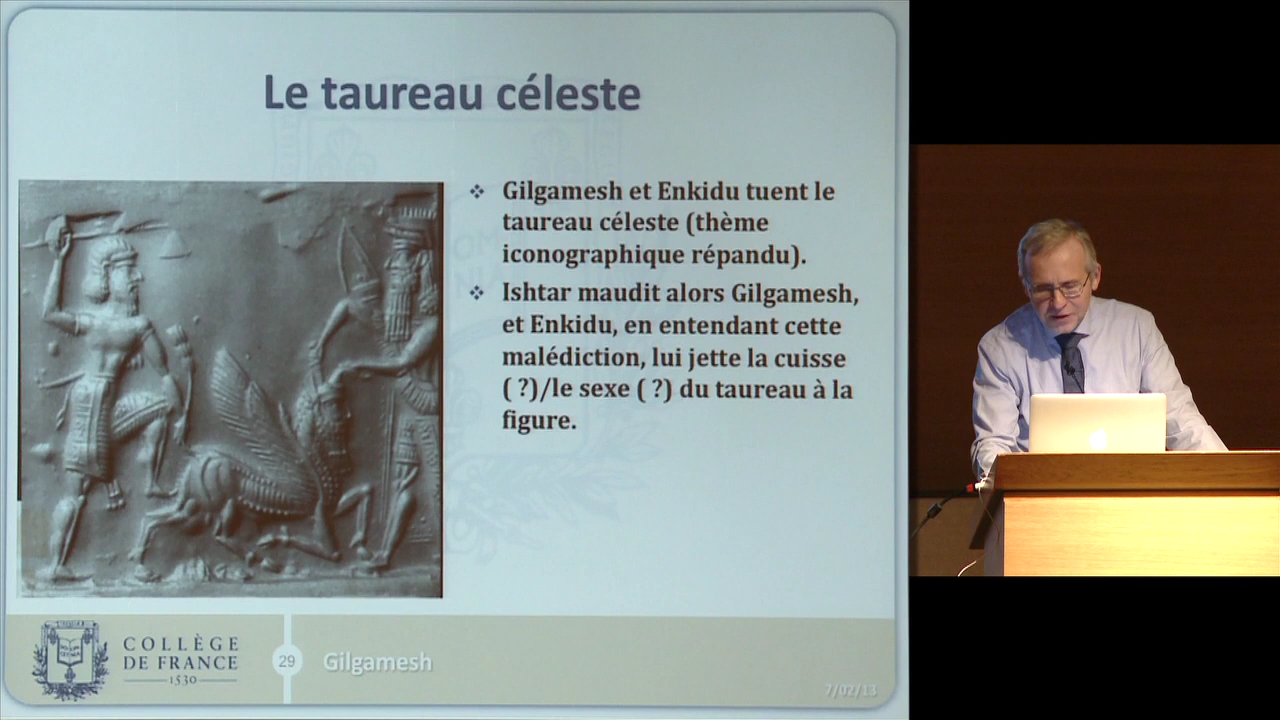 Le taureau céleste
Gilgamesh et Enkidu tuent le
taureau céleste (thème
iconographique répandu).
Ishtar maudit alors Gilgamesh,
et Enkidu, en entendant cette
malédiction, lui jette la cuisse
( ?)/le sexe ( ?) du taureau à la
figure.
COLLÈGE
DE FRANCE
1530
29
Gilgamesh
7/02/13